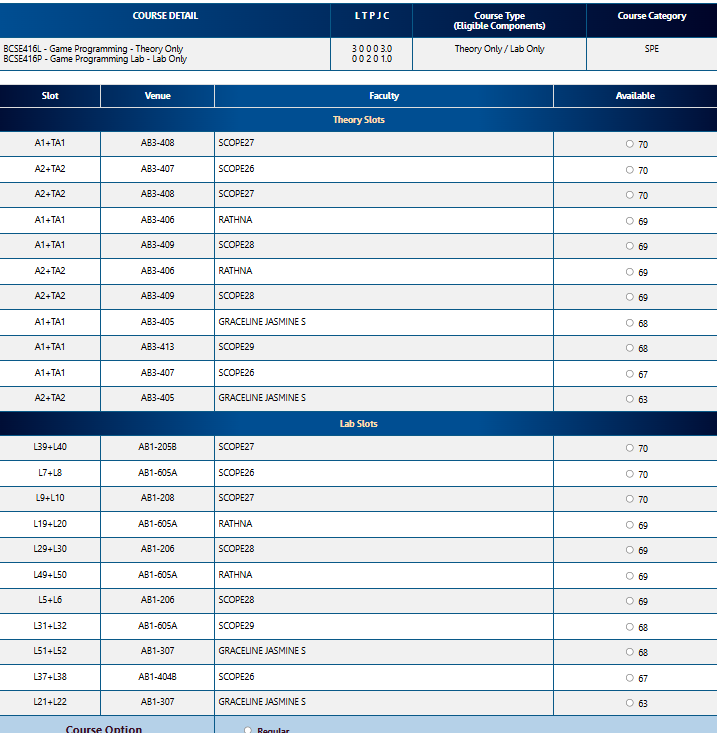 COURSE DETAIL L T P J C Course Type (Eligible Components) Course Category
BCSE416L - Game Programming - Theory Only 3 0 0 0 3.0 Theory Only / Lab Only SPE
BCSE416P - Game Programming Lab - Lab Only 0 0 2 0 1.0
Slot Venue Faculty Available
Theory Slots
A1+TA1 AB3-408 SCOPE27 70
A2+TA2 AB3-407 SCOPE26 70
A2+TA2 AB3-408 SCOPE27 70
A1+TA1 AB3-406 RATHNA 69
A1+TA1 AB3-409 SCOPE28 69
A2+TA2 AB3-406 RATHNA 69
A2+TA2 AB3-409 SCOPE28 69
A1+TA1 AB3-405 GRACELINE JASMINE S 68
A1+TA1 AB3-413 SCOPE29 68
A1+TA1 AB3-407 SCOPE26 67
A2+TA2 AB3-405 GRACELINE JASMINE S 63
Lab Slots
L39+L40 AB1-205B SCOPE27 70
L7+L8 AB1-605A SCOPE26 70
L9+L10 AB1-208 SCOPE27 70
L19+L20 AB1-605A RATHNA 69
L29+L30 AB1-206 SCOPE28 69
L49+L50 AB1-605A RATHNA 69
L5+L6 AB1-206 SCOPE28 69
L31+L32 AB1-605A SCOPE29 68
L51+L52 AB1-307 GRACELINE JASMINE S 68
L37+L38 AB1-404B SCOPE26 67
L21+L22 AB1-307 GRACELINE JASMINE S 63
Course Option Regular